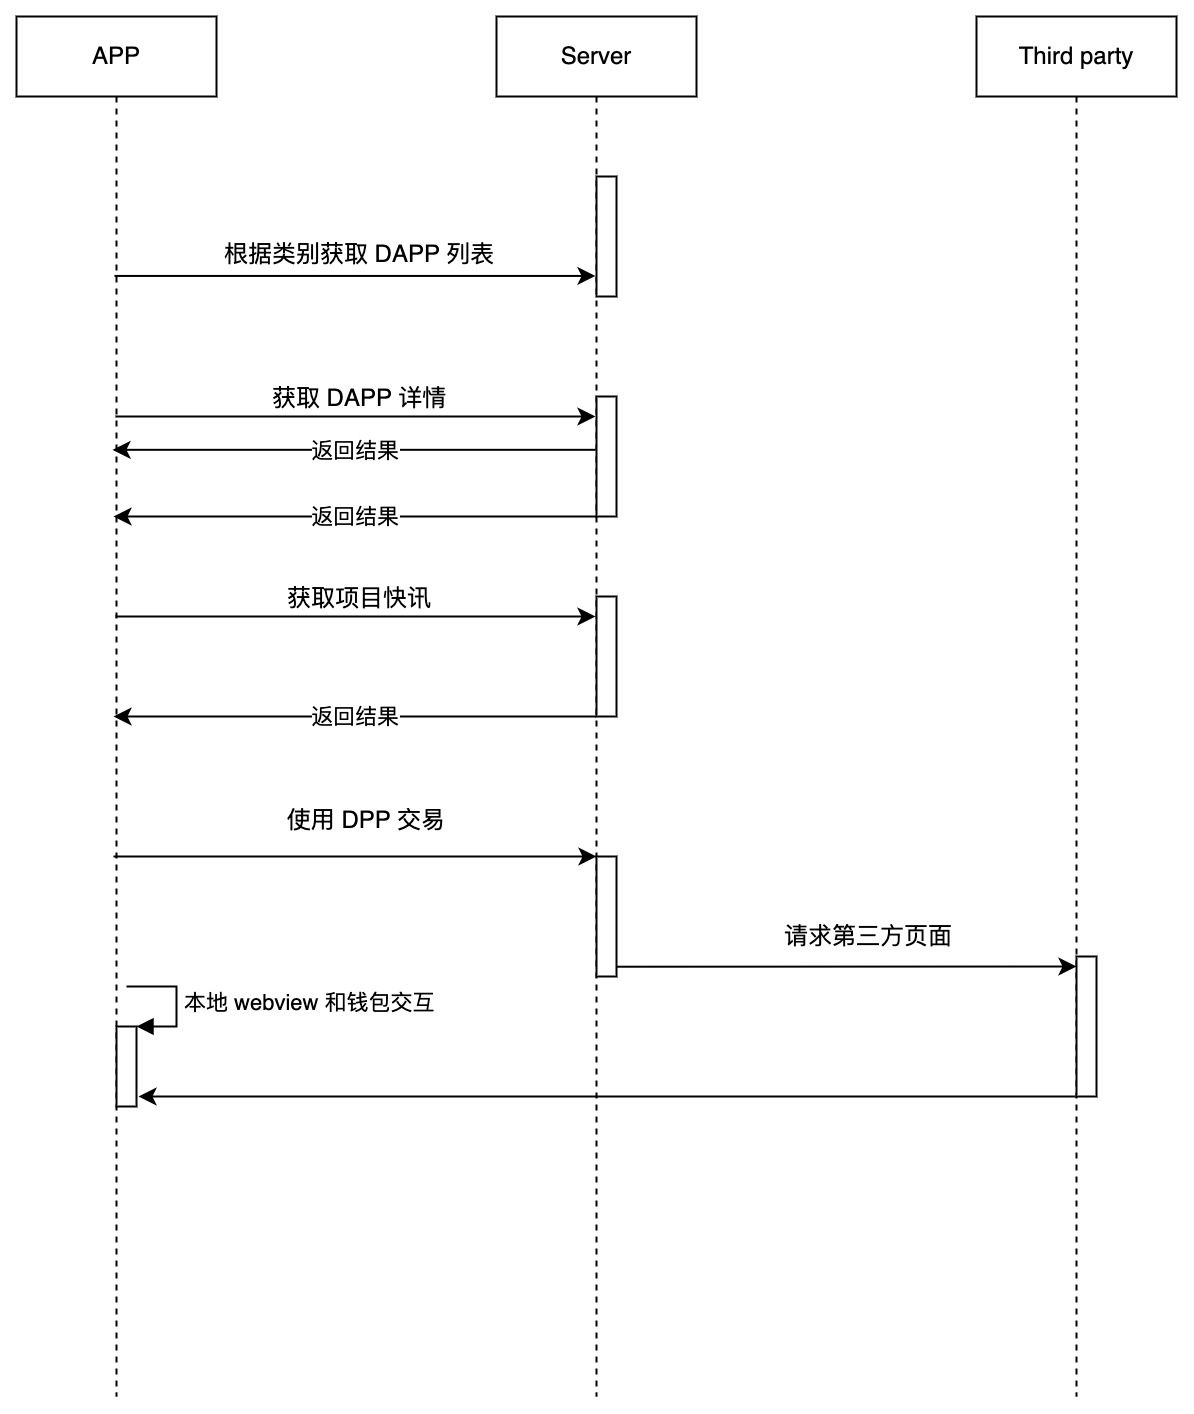 APP
Server
Third party
根据类别获取 DAPP 列表
获取 DAPP 详情
返回结果
返回结果
获取项目快讯
返回结果
使用 DPP 交易
请求第三方页面
本地 webview 和钱包交互